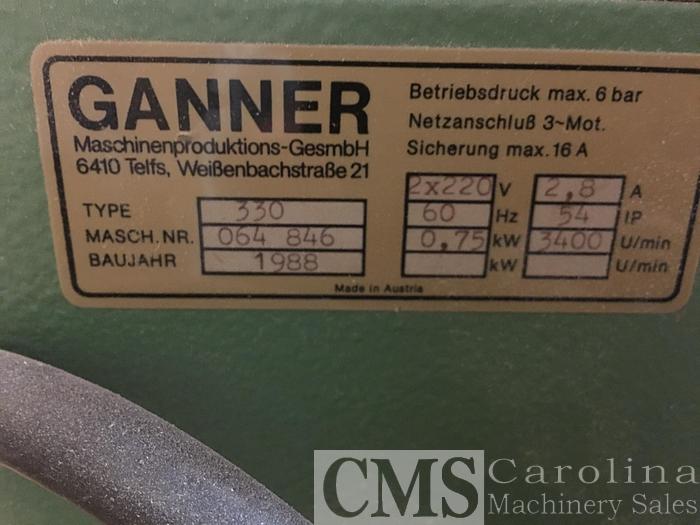 GANNER
Maschinenproduktions-GesmbH
6410 Telfs, Weißenbachstraße 21
Betriebsdruck max. 6 bar
Netzanschluß 3~Mot.
Sicherung max. 16 A
TYPE 330
MASCH. NR. 064 846
BAUJAHR 1988
2x220 V 2,8 A
60 Hz 54 IP
0,75 kW 3400 U/min
kW U/min
Made in Austria
CMS Carolina
Machinery Sales